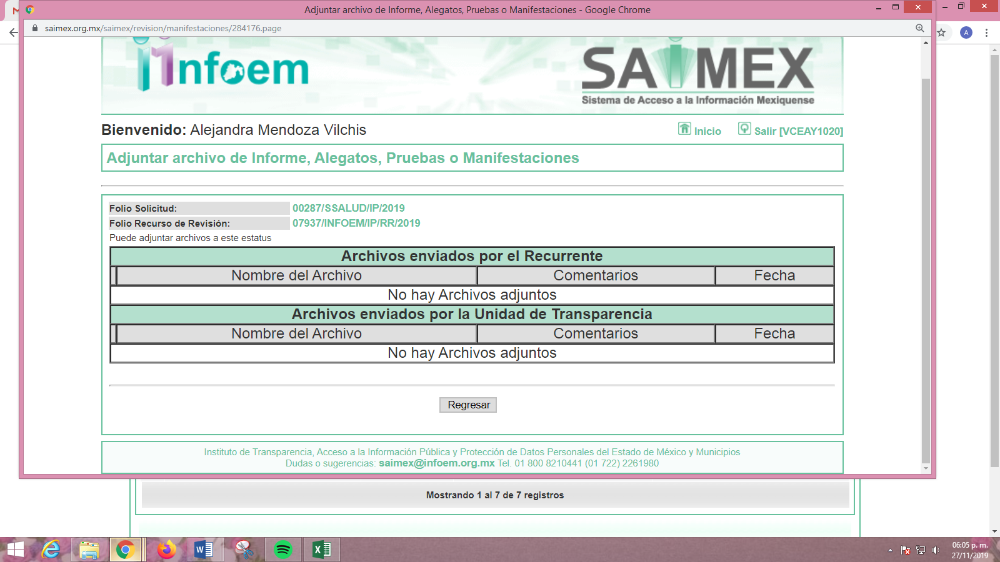 Adjuntar archivo de Informe, Alegatos, Pruebas o Manifestaciones - Google Chrome
saimex.org.mx/saimex/revision/manifestaciones/284176.page
A
infoem
SAIMEX
Sistema de Acceso a la Información Mexiquense
Bienvenido: Alejandra Mendoza Vilchis
Inicio Salir [VCEAY1020]
Adjuntar archivo de Informe, Alegatos, Pruebas o Manifestaciones
Folio Solicitud: 00287/SSALUD/IP/2019
Folio Recurso de Revisión: 07937/INFOEM/IP/RR/2019
Puede adjuntar archivos a este estatus
Archivos enviados por el Recurrente
Nombre del Archivo Comentarios Fecha
No hay Archivos adjuntos
Archivos enviados por la Unidad de Transparencia
Nombre del Archivo Comentarios Fecha
No hay Archivos adjuntos
Regresar
Instituto de Transparencia, Acceso a la Información Pública y Protección de Datos Personales del Estado de México y Municipios
Dudas o sugerencias: saimex@infoem.org.mx Tel. 01 800 8210441 (01 722) 2261980
Mostrando 1 al 7 de 7 registros
06:05 p. m.
27/11/2019